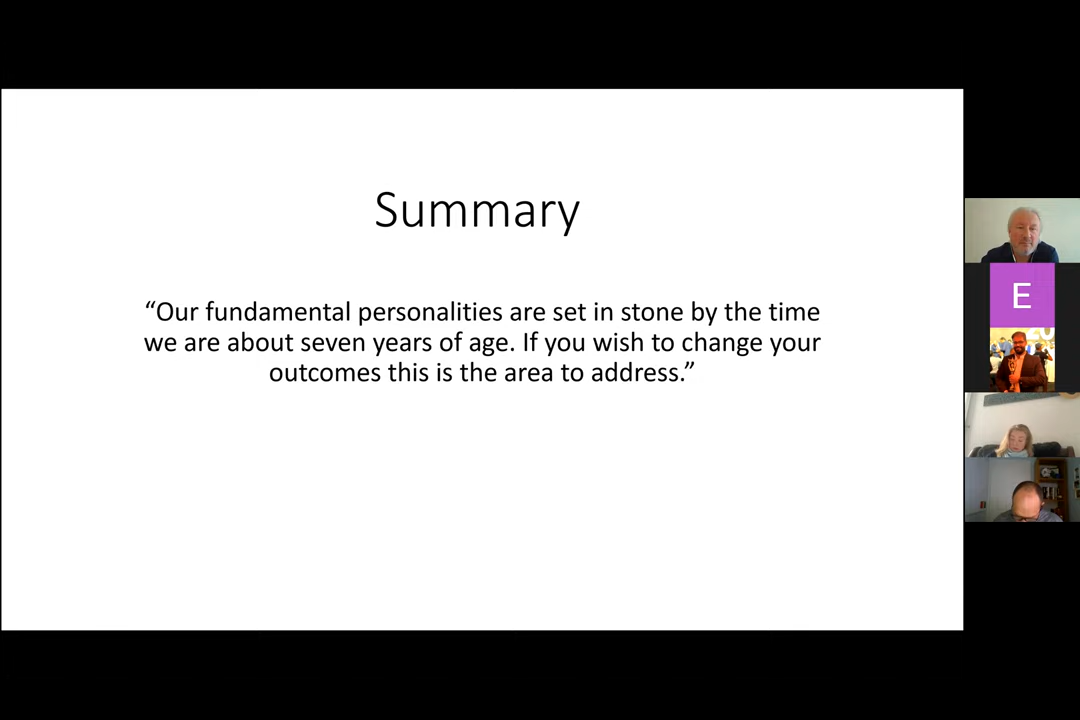 Summary
“Our fundamental personalities are set in stone by the time
we are about seven years of age. If you wish to change your
outcomes this is the area to address.”
E